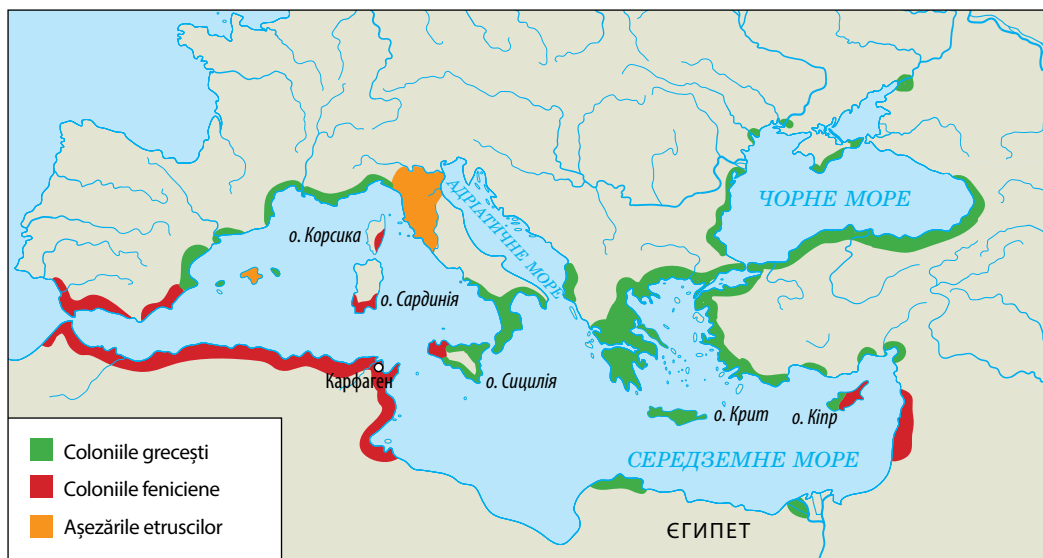 ЧОРНЕ МОРЕ
АДРІАТИЧНЕ МОРЕ
о. Корсика
о. Сардинія
Карфаген
о. Сицилія
о. Крит
о. Кіпр
СЕРЕДЗЕМНЕ МОРЕ
ЄГИПЕТ
Coloniile grecești
Coloniile feniciene
Așezările etruscilor